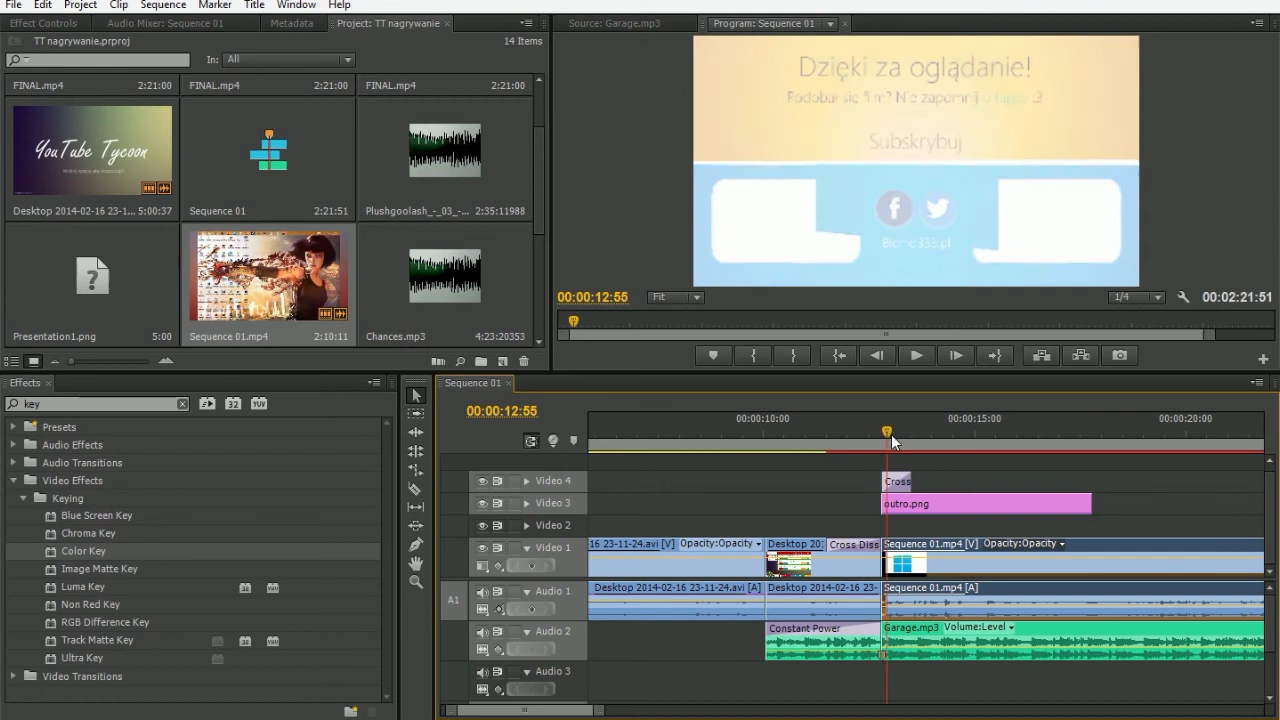 File Edit Project Clip Sequence Marker Title Window Help
Effect Controls Audio Mixer: Sequence 01 Metadata Project: TT nagrywanie
TT nagrywanie.prproj 14 Items
In: All
FINAL.mp4 2:21:00 FINAL.mp4 2:21:00 FINAL.mp4 2:21:00
YouTube Tycoon
Desktop 2014-02-16 23-1... 5:00:37 Sequence 01 2:21:51 Plushgoolash_-_03_-... 2:35:11988
Presentation1.png 5:00 Sequence 01.mp4 2:10:11 Chances.mp3 4:23:20353
Source: Garage.mp3 Program: Sequence 01
Dzięki za oglądanie!
Podobał się film? Nie zapomnij o
Subskrybuj
00:00:12:55 Fit 1/4 00:02:21:51
Effects
key
Presets
Audio Effects
Audio Transitions
Video Effects
Keying
Blue Screen Key
Chroma Key
Color Key
Image Matte Key
Luma Key
Non Red Key
RGB Difference Key
Track Matte Key
Ultra Key
Video Transitions
Sequence 01
00:00:12:55
00:00:10:00 00:00:15:00 00:00:20:00
Video 4 Cross
Video 3 outro.png
Video 2
Video 1 16 23-11-24.avi [V] Opacity:Opacity Desktop 20: Cross Diss Sequence 01.mp4 [V] Opacity:Opacity
A1 Audio 1 Desktop 2014-02-16 23-11-24.avi [A] Desktop 2014-02-16 23- Sequence 01.mp4 [A]
Audio 2 Constant Power Garage.mp3 Volume:Level
Audio 3